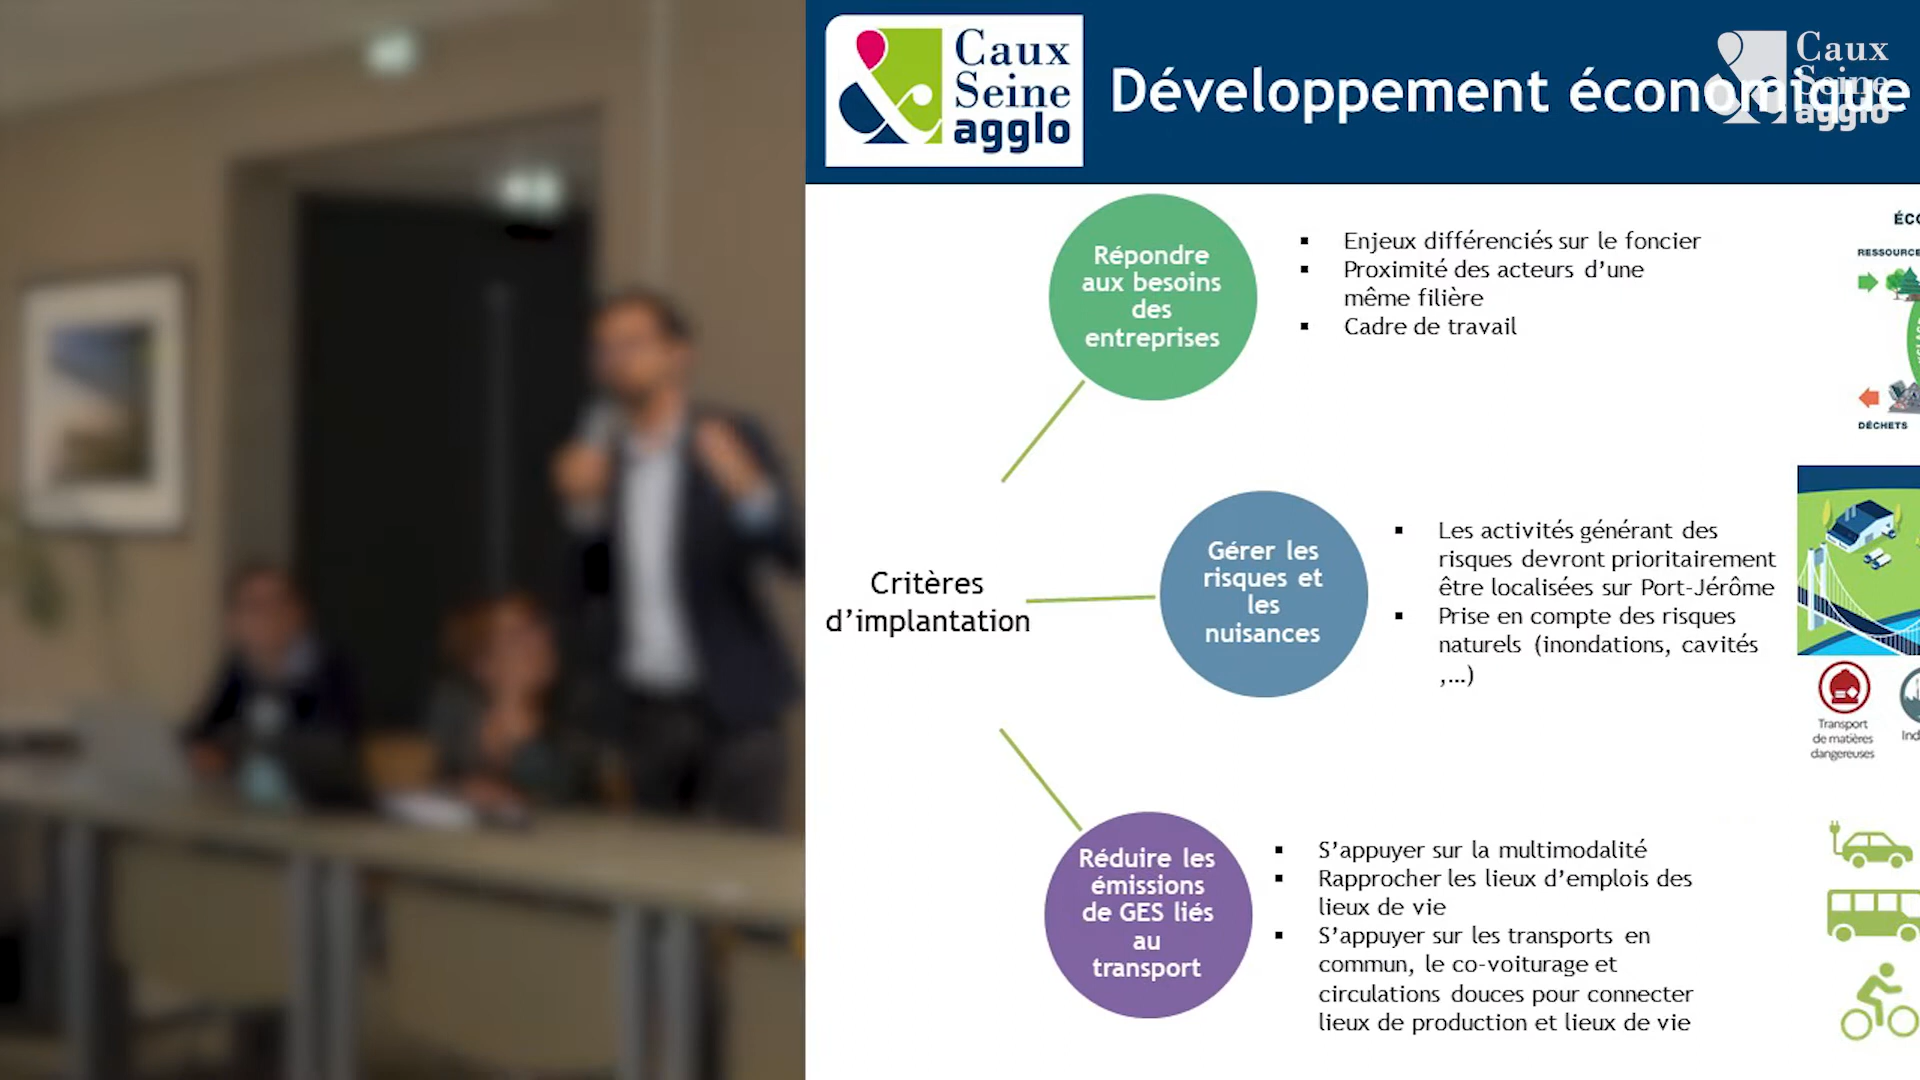 Caux
Seine
agglo
Développement économique
Caux
Seine
agglo
Répondre
aux besoins
des
entreprises
▪ Enjeux différenciés sur le foncier
▪ Proximité des acteurs d’une
même filière
▪ Cadre de travail
RESSOURCE
DÉCHETS
Critères
d’implantation
Gérer les
risques et
les
nuisances
▪ Les activités générant des
risques devront prioritairement
être localisées sur Port-Jérôme
▪ Prise en compte des risques
naturels (inondations, cavités
,…)
Transport
de matières
dangereuses
Réduire les
émissions
de GES liés
au
transport
▪ S’appuyer sur la multimodalité
▪ Rapprocher les lieux d’emplois des
lieux de vie
▪ S’appuyer sur les transports en
commun, le co-voiturage et
circulations douces pour connecter
lieux de production et lieux de vie